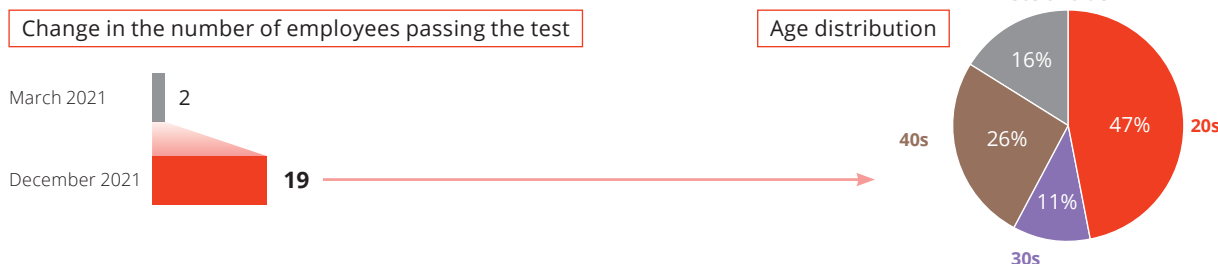 Change in the number of employees passing the test
Age distribution
March 2021
2
December 2021
19
16%
47%
20s
40s
26%
11%
30s